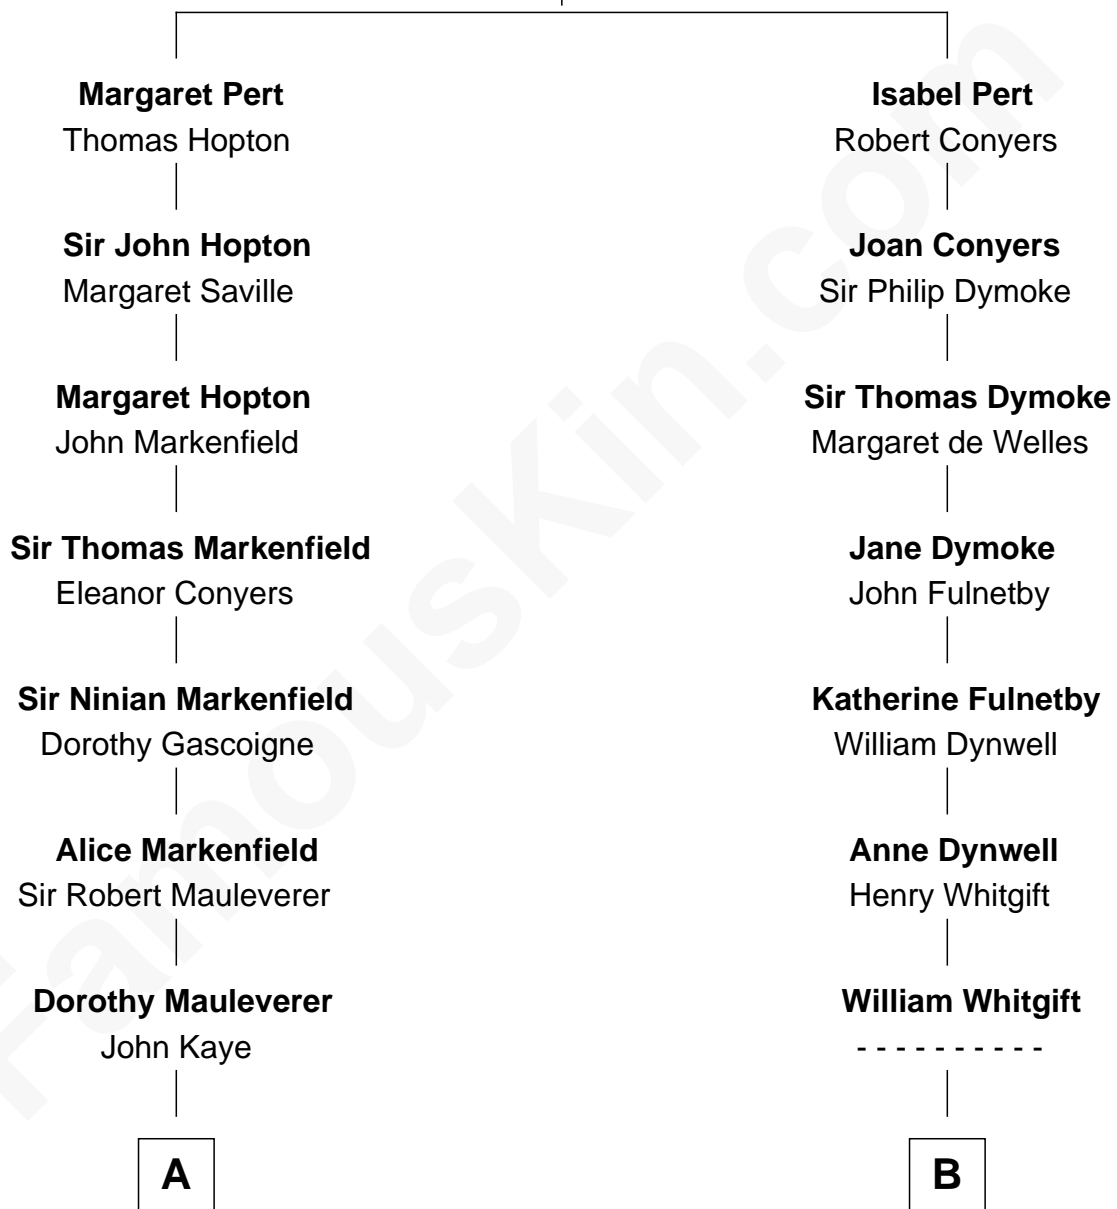 Margaret Pert
Thomas Hopton
Isabel Pert
Robert Conyers
Sir John Hopton
Margaret Saville
Joan Conyers
Sir Philip Dymoke
Margaret Hopton
John Markenfield
Sir Thomas Dymoke
Margaret de Welles
Sir Thomas Markenfield
Eleanor Conyers
Jane Dymoke
John Fulnetby
Sir Ninian Markenfield
Dorothy Gascoigne
Katherine Fulnetby
William Dynwell
Alice Markenfield
Sir Robert Mauleverer
Anne Dynwell
Henry Whitgift
Dorothy Mauleverer
John Kaye
William Whitgift
- - - - - - - - - -
A
B
FamousKin.com